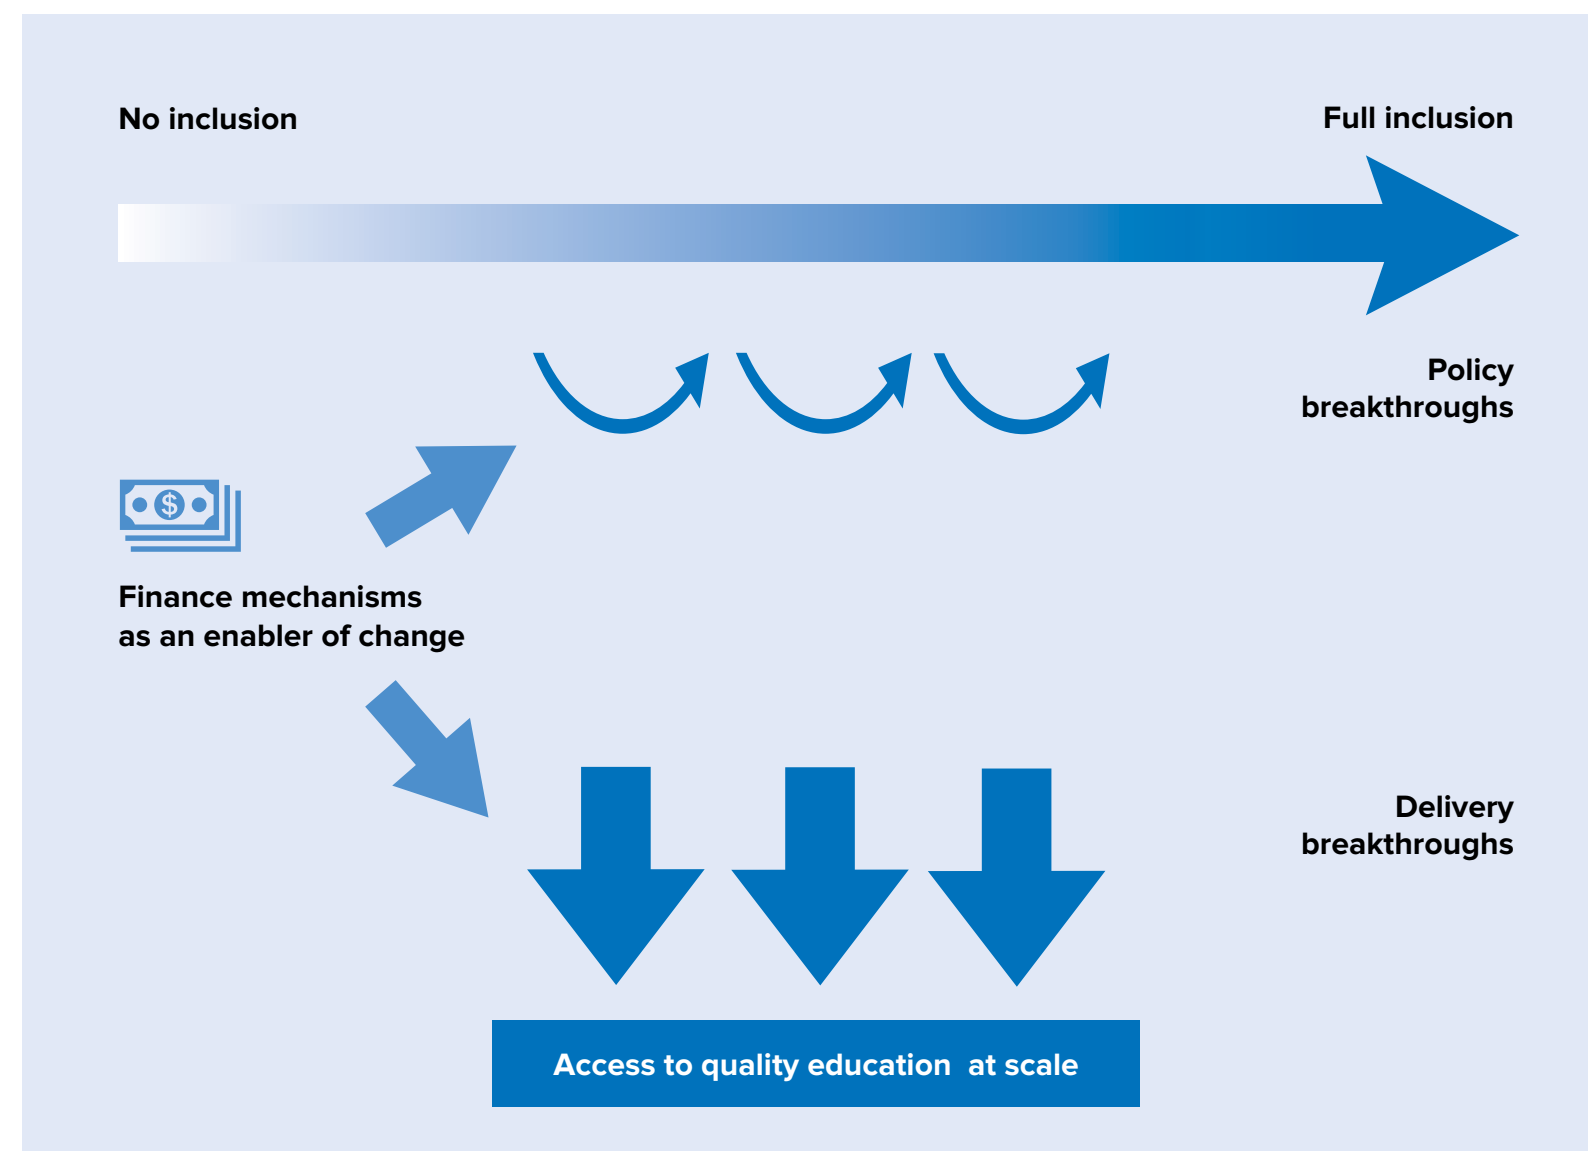 No inclusion
Full inclusion
Policy
breakthroughs
$
Finance mechanisms
as an enabler of change
Delivery
breakthroughs
Access to quality education  at scale